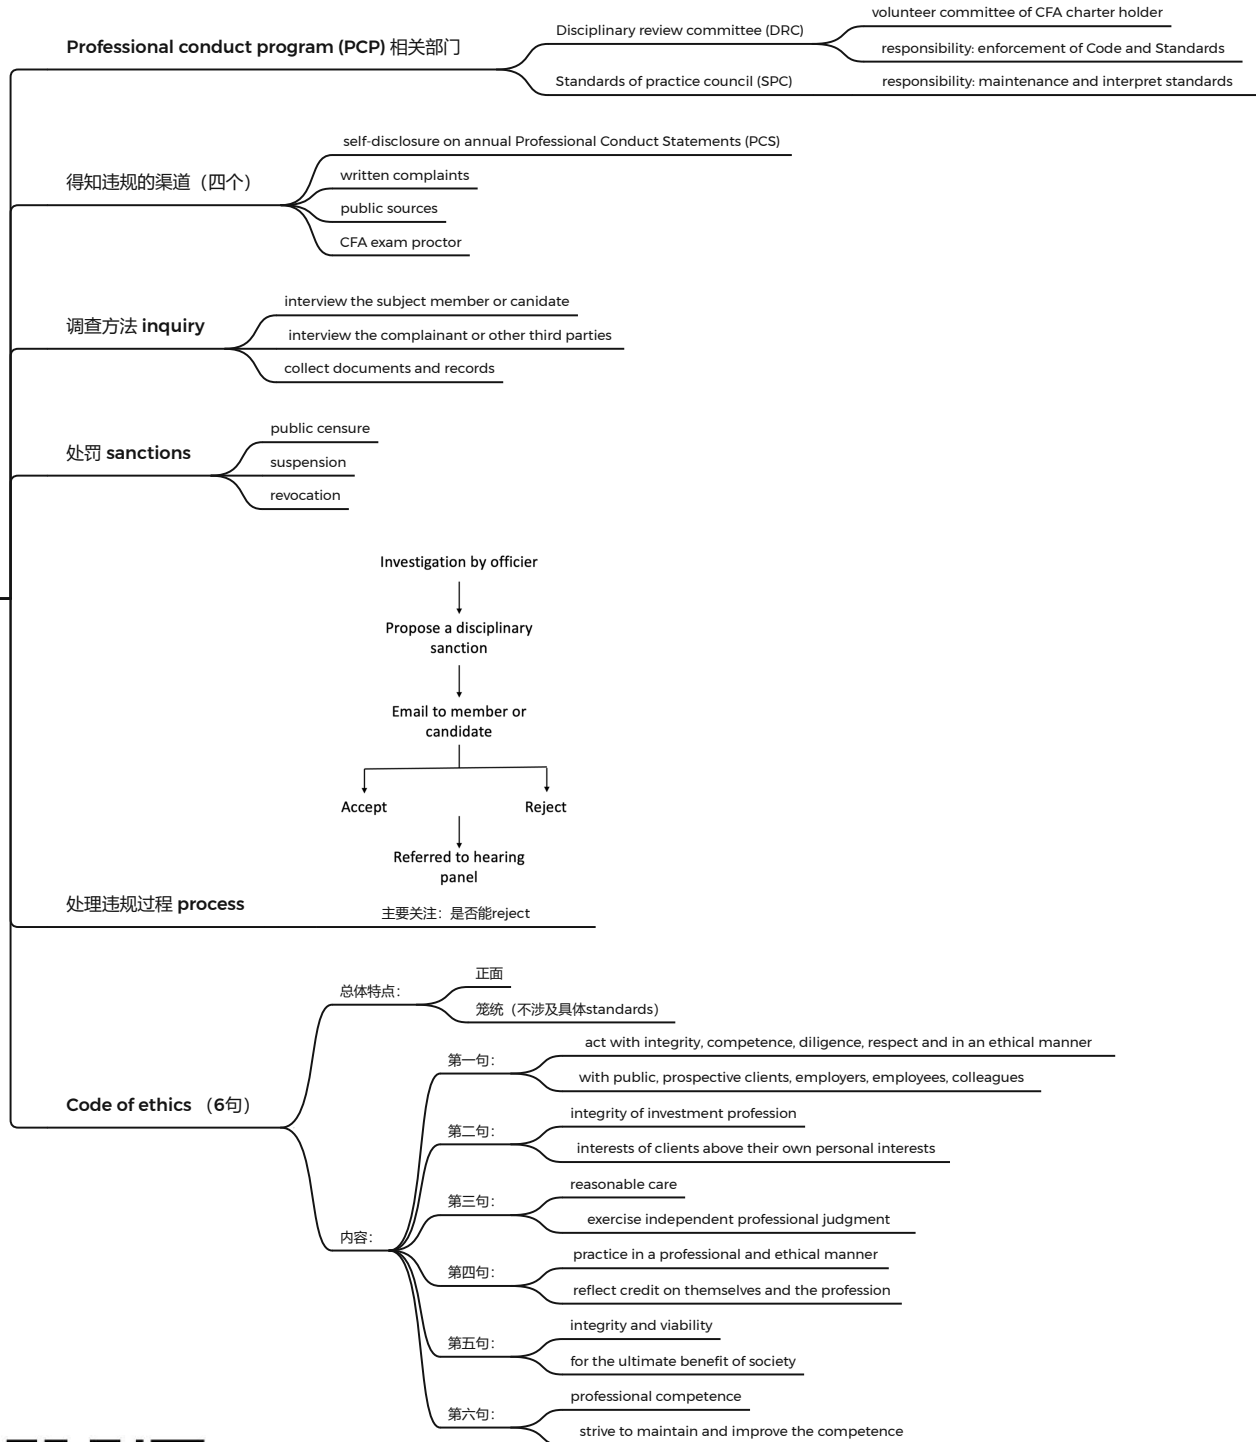 Professional conduct program (PCP) 相关部门
Disciplinary review committee (DRC)
volunteer committee of CFA charter holder
responsibility: enforcement of Code and Standards
Standards of practice council (SPC)
responsibility: maintenance and interpret standards
得知违规的渠道（四个）
self-disclosure on annual Professional Conduct Statements (PCS)
written complaints
public sources
CFA exam proctor
调查方法 inquiry
interview the subject member or canidate
interview the complainant or other third parties
collect documents and records
处罚 sanctions
public censure
suspension
revocation
处理违规过程 process
Investigation by officier
Propose a disciplinary
sanction
Email to member or
candidate
Accept
Reject
Referred to hearing
panel
主要关注：是否能reject
Code of ethics （6句）
总体特点：
正面
笼统（不涉及具体standards）
内容：
第一句：
act with integrity, competence, diligence, respect and in an ethical manner
with public, prospective clients, employers, employees, colleagues
第二句：
integrity of investment profession
interests of clients above their own personal interests
第三句：
reasonable care
exercise independent professional judgment
第四句：
practice in a professional and ethical manner
reflect credit on themselves and the profession
第五句：
integrity and viability
for the ultimate benefit of society
第六句：
professional competence
strive to maintain and improve the competence